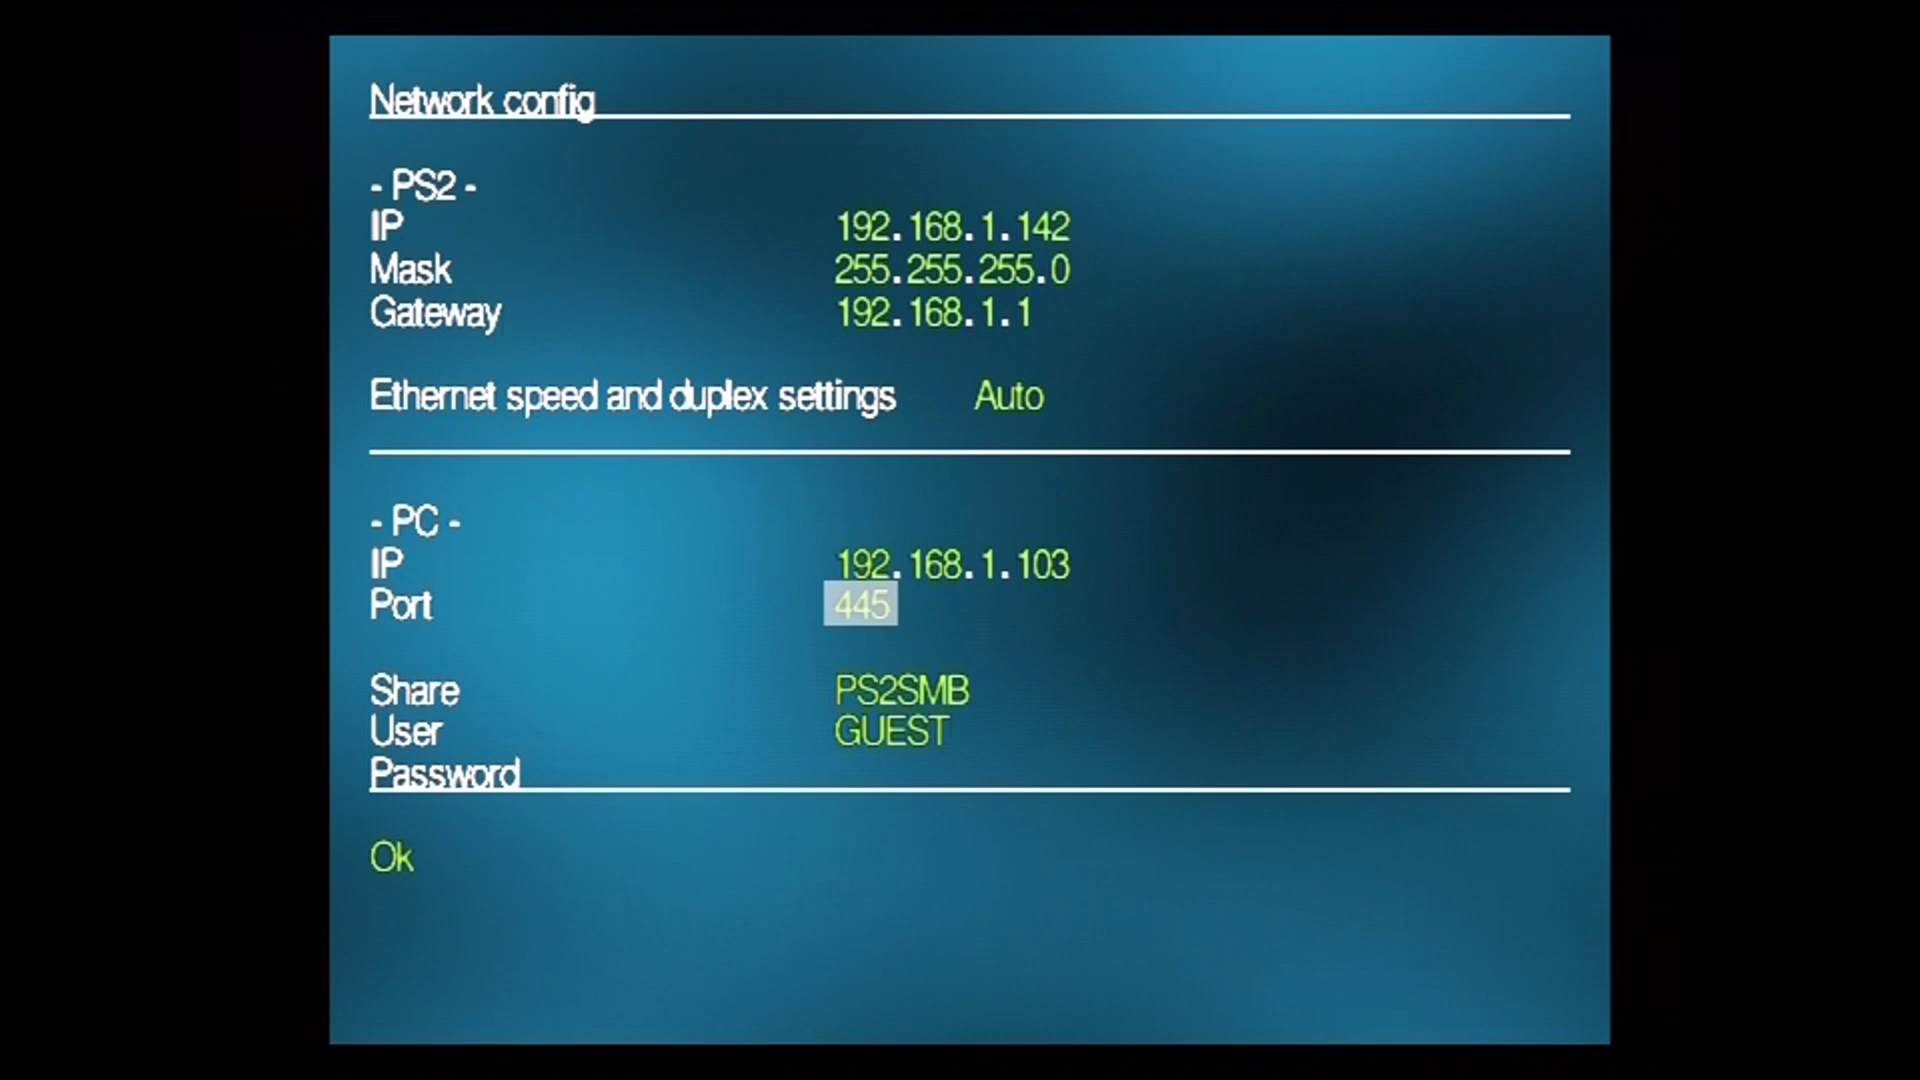 Network config
- PS2 -
IP 192.168.1.142
Mask 255.255.255.0
Gateway 192.168.1.1
Ethernet speed and duplex settings Auto
- PC -
IP 192.168.1.103
Port 445
Share PS2SMB
User GUEST
Password
Ok